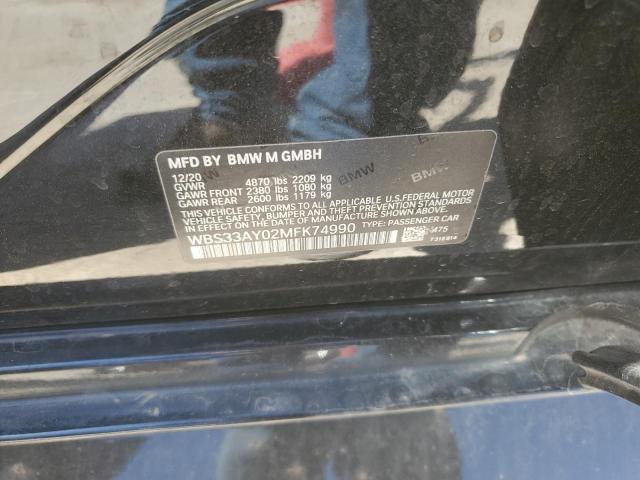 MFD BY BMW M GMBH
12/20
GVWR 4870 lbs 2209 kg
GAWR FRONT 2380 lbs 1080 kg
GAWR REAR 2600 lbs 1179 kg
THIS VEHICLE CONFORMS TO ALL APPLICABLE U.S.FEDERAL MOTOR
VEHICLE SAFETY, BUMPER, AND THEFT PREVENTION STANDARDS IN
EFFECT ON THE DATE OF MANUFACTURE SHOWN ABOVE.
WBS33AY02MFK74990 TYPE: PASSENGER CAR
475
BMW